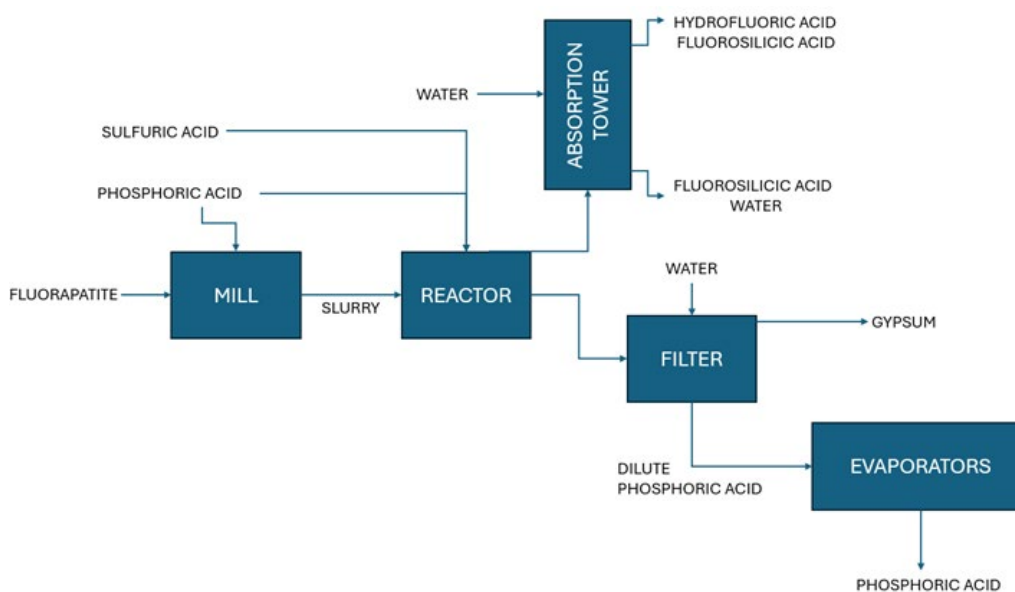 HYDROFLUORIC ACID
FLUOROSILICIC ACID
WATER
ABSORPTION
TOWER
SULFURIC ACID
PHOSPHORIC ACID
FLUOROSILICIC ACID
WATER
FLUORAPATITE
MILL
SLURRY
REACTOR
WATER
GYPSUM
FILTER
DILUTE
PHOSPHORIC ACID
EVAPORATORS
PHOSPHORIC ACID